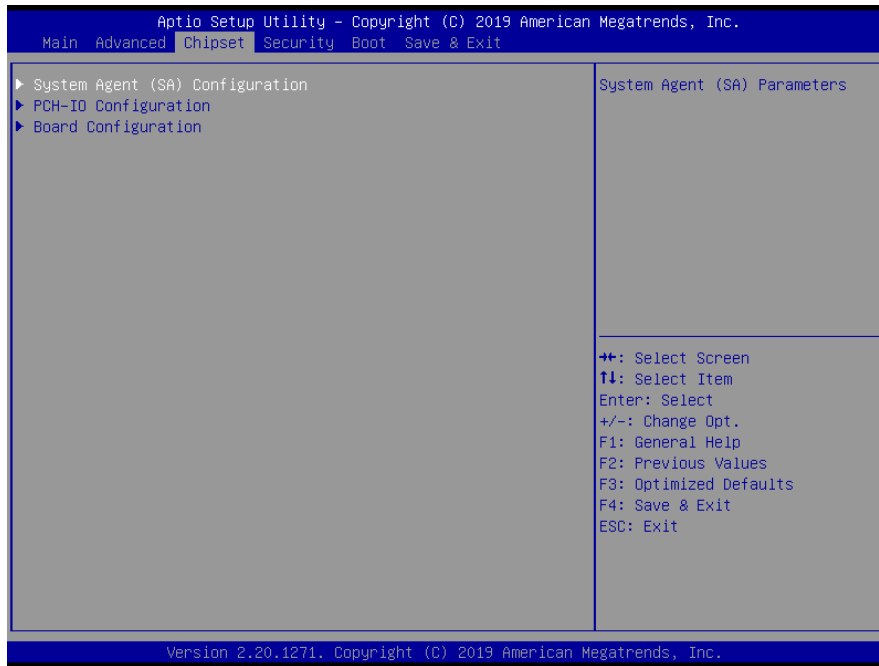 Aptio Setup Utility – Copyright (C) 2019 American Megatrends, Inc.
Main Advanced Chipset Security Boot Save & Exit
▶ System Agent (SA) Configuration
▶ PCH-IO Configuration
▶ Board Configuration
System Agent (SA) Parameters
→←: Select Screen
↑↓: Select Item
Enter: Select
+/-: Change Opt.
F1: General Help
F2: Previous Values
F3: Optimized Defaults
F4: Save & Exit
ESC: Exit
Version 2.20.1271. Copyright (C) 2019 American Megatrends, Inc.